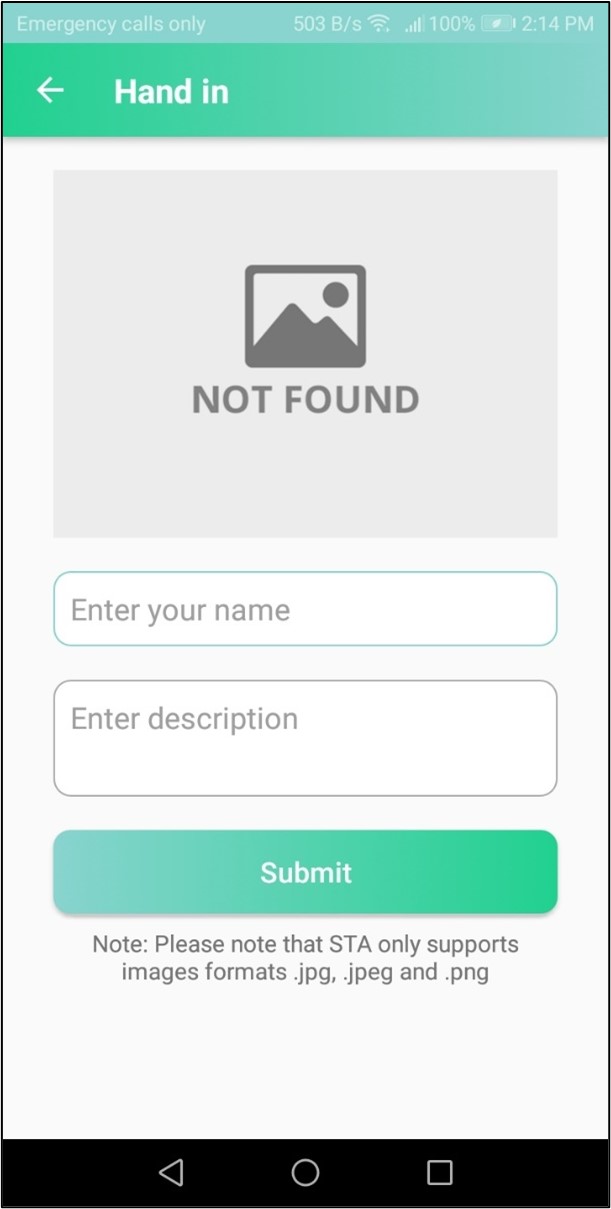 Emergency calls only 503 B/s 100% 2:14 PM
Hand in
NOT FOUND
Enter your name
Enter description
Submit
Note: Please note that STA only supports
images formats .jpg, .jpeg and .png